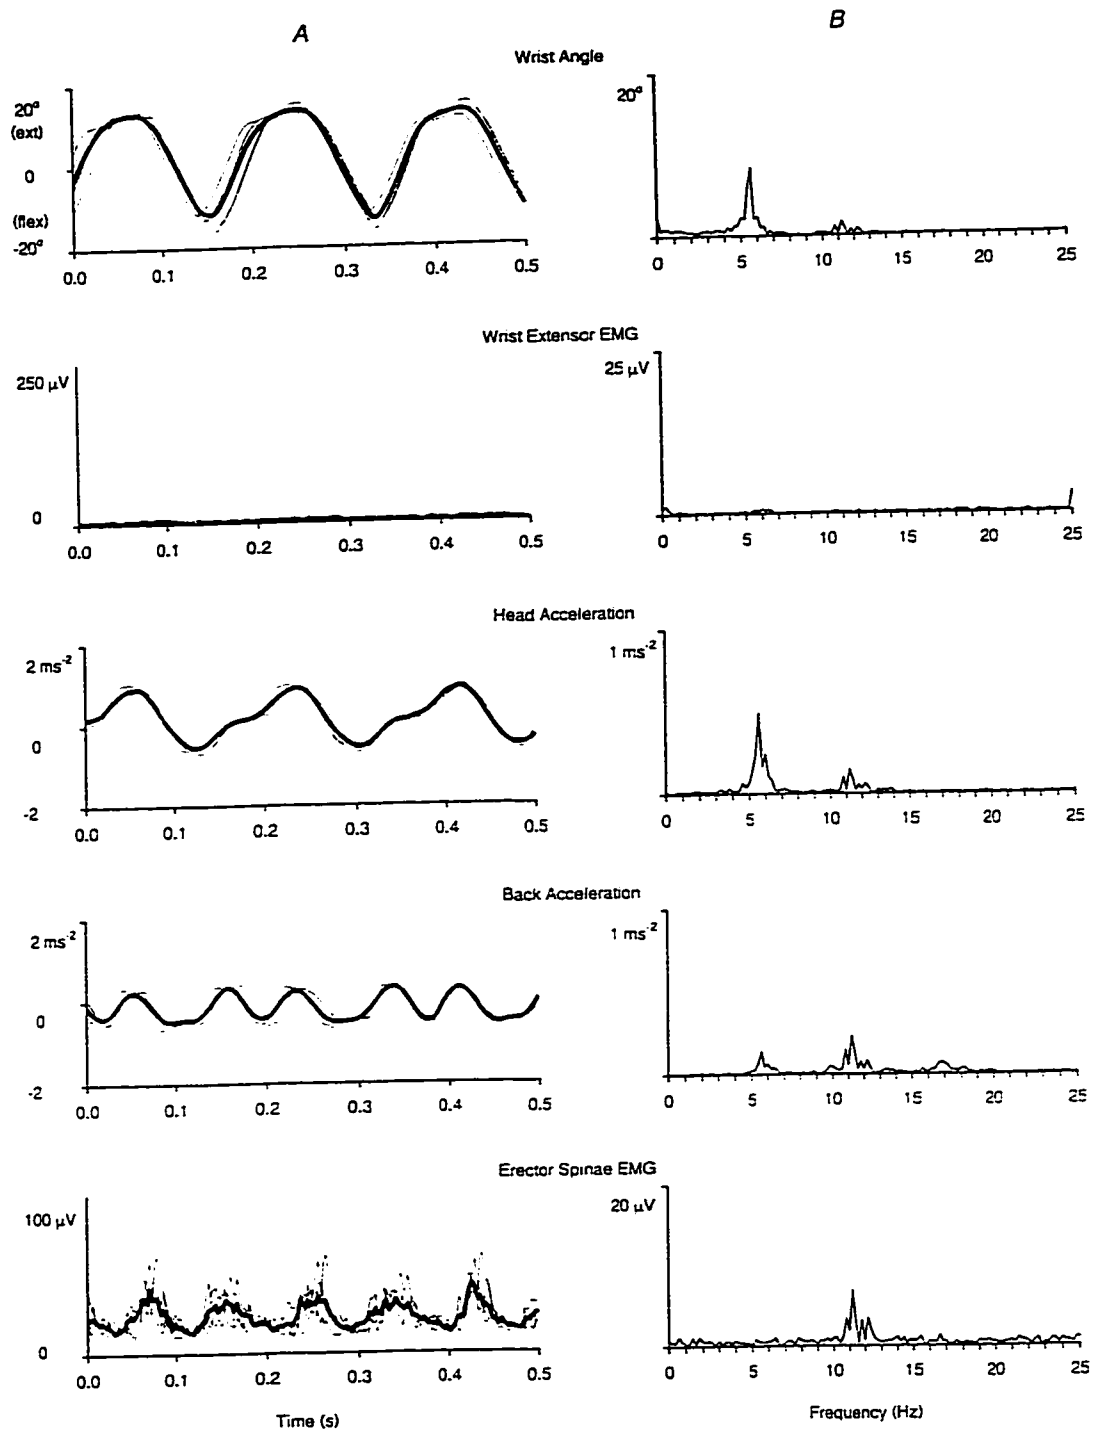 A
B
Wrist Angle
20°
(ext)
0
(flex)
-20°
0.0 0.1 0.2 0.3 0.4 0.5
20°
0 5 10 15 20 25
Wrist Extensor EMG
250 µV
0
0.0 0.1 0.2 0.3 0.4 0.5
25 µV
0 5 10 15 20 25
Head Acceleration
2 ms-2
0
-2
0.0 0.1 0.2 0.3 0.4 0.5
1 ms-2
0 5 10 15 20 25
Back Acceleration
2 ms-2
0
-2
0.0 0.1 0.2 0.3 0.4 0.5
1 ms-2
0 5 10 15 20 25
Erector Spinae EMG
100 µV
0
0.0 0.1 0.2 0.3 0.4 0.5
Time (s)
20 µV
0 5 10 15 20 25
Frequency (Hz)